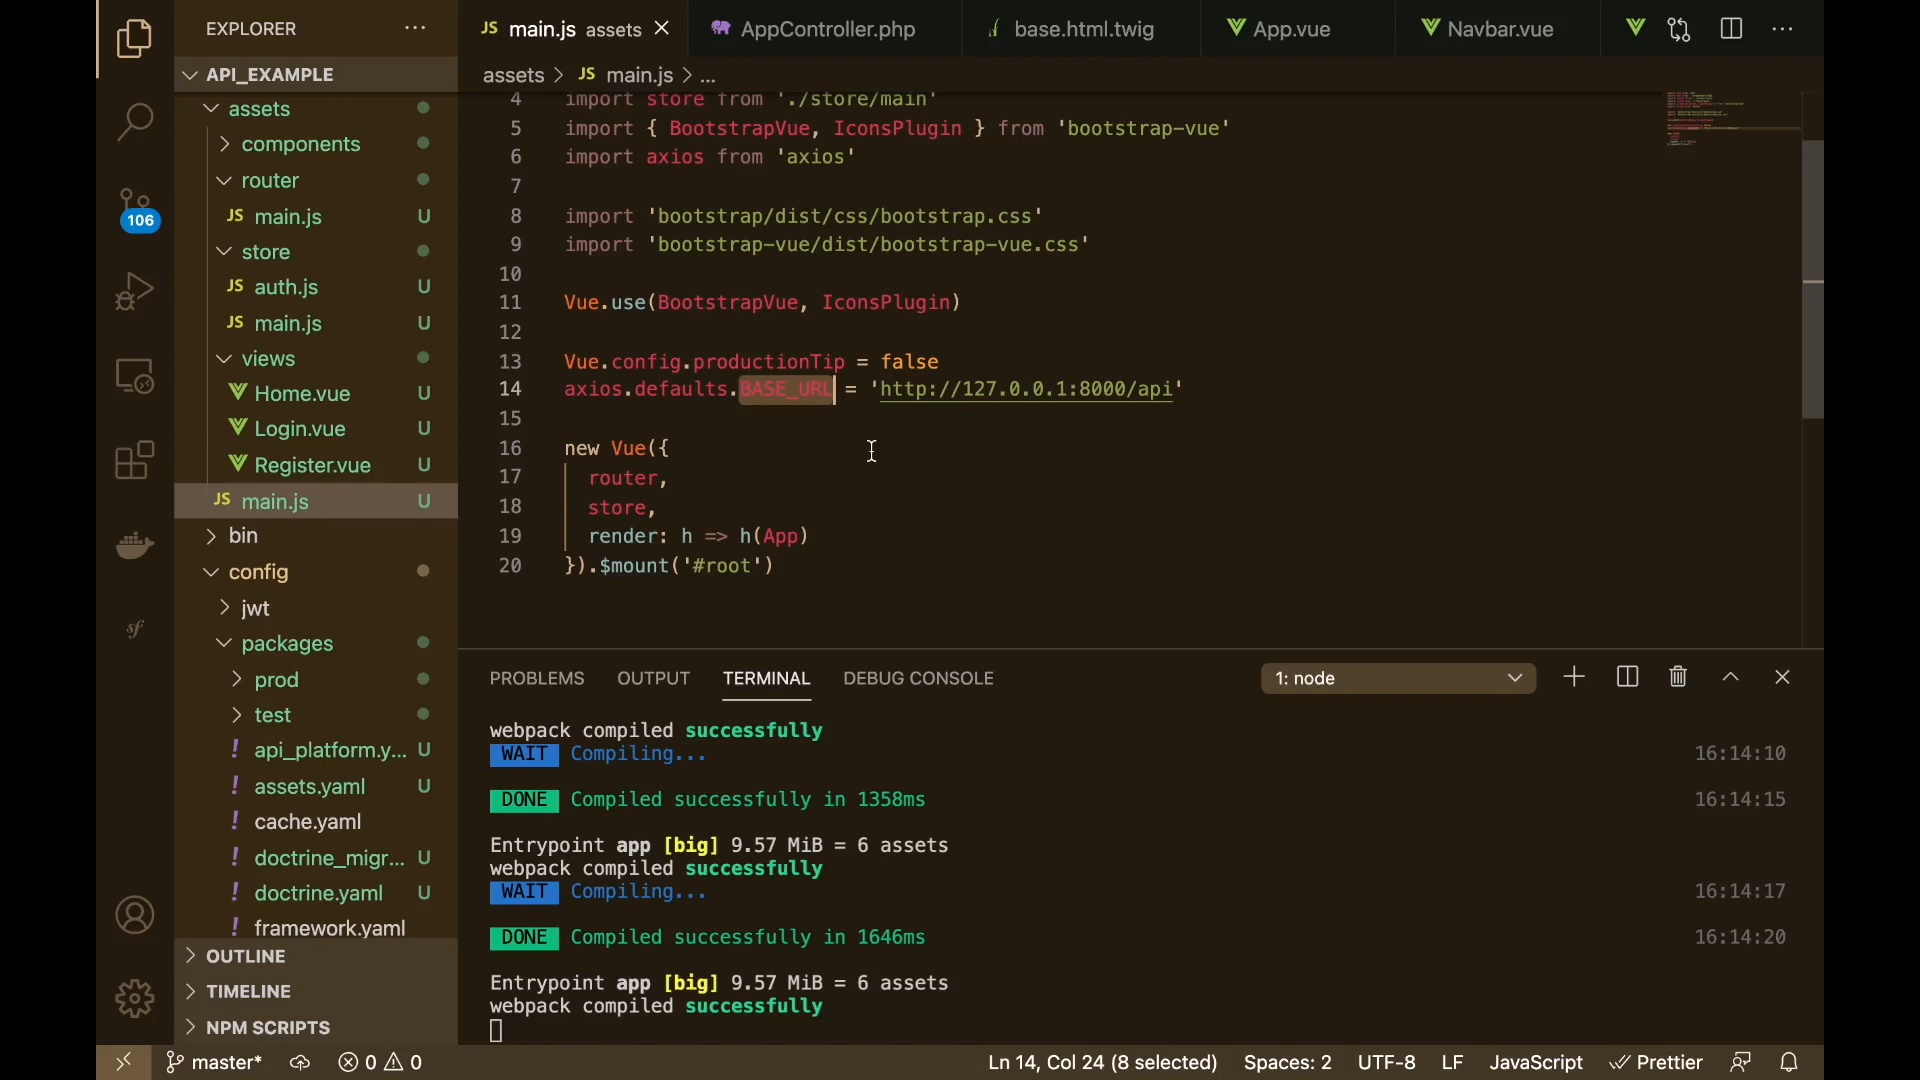 EXPLORER
main.js assets
AppController.php
base.html.twig
App.vue
Navbar.vue
API_EXAMPLE
assets > JS main.js > ...
assets
components
router
JS main.js U
store
JS auth.js U
JS main.js U
views
Home.vue U
Login.vue U
Register.vue U
JS main.js U
bin
config
jwt
packages
prod
test
! api_platform.y... U
! assets.yaml U
! cache.yaml
! doctrine_migr... U
! doctrine.yaml U
! framework.yaml
OUTLINE
TIMELINE
NPM SCRIPTS
106
4 import store from './store/main'
5 import { BootstrapVue, IconsPlugin } from 'bootstrap-vue'
6 import axios from 'axios'
7
8 import 'bootstrap/dist/css/bootstrap.css'
9 import 'bootstrap-vue/dist/bootstrap-vue.css'
10
11 Vue.use(BootstrapVue, IconsPlugin)
12
13 Vue.config.productionTip = false
14 axios.defaults.BASE_URL = 'http://127.0.0.1:8000/api'
15
16 new Vue({
17 router,
18 store,
19 render: h => h(App)
20 }).$mount('#root')
PROBLEMS OUTPUT TERMINAL DEBUG CONSOLE
1: node
webpack compiled successfully
WAIT Compiling... 16:14:10
DONE Compiled successfully in 1358ms 16:14:15
Entrypoint app [big] 9.57 MiB = 6 assets
webpack compiled successfully
WAIT Compiling... 16:14:17
DONE Compiled successfully in 1646ms 16:14:20
Entrypoint app [big] 9.57 MiB = 6 assets
webpack compiled successfully
master* 0 0 Ln 14, Col 24 (8 selected) Spaces: 2 UTF-8 LF JavaScript Prettier